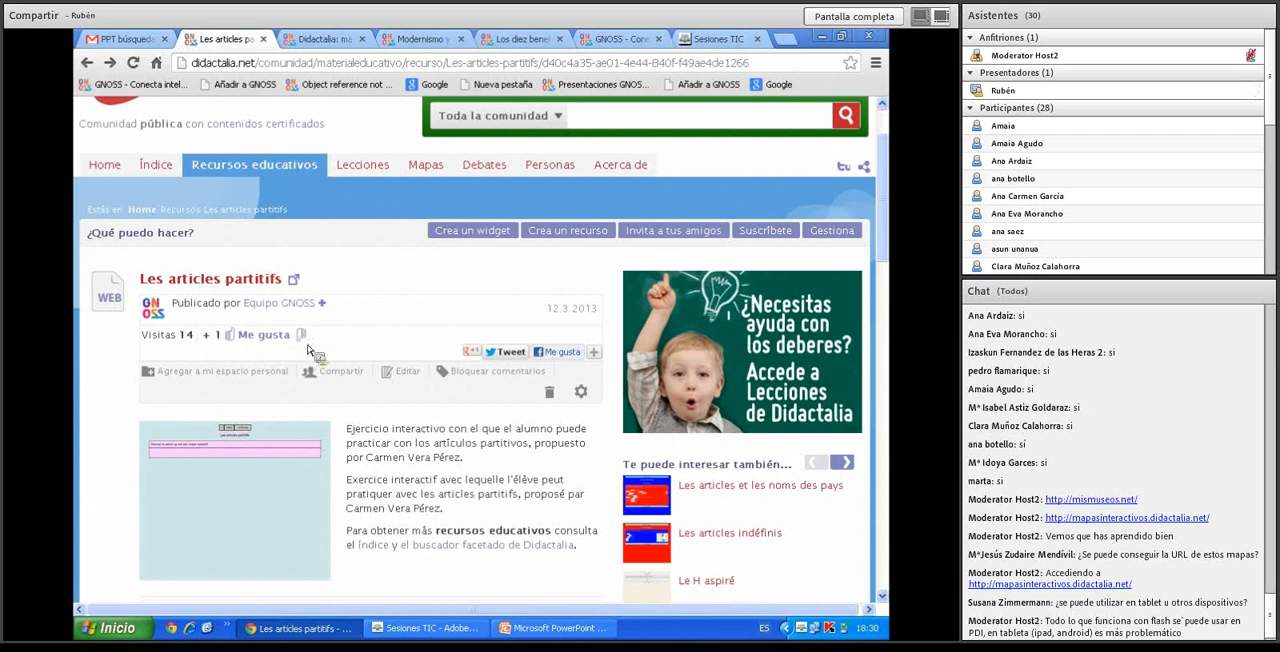 Compartir - Rubén
Pantalla completa
PPT búsqueda
Les articles pa
Didactalia: ma
Modernismo y
Los diez bene
GNOSS - Cone
Sesiones TIC
didactalia.net/comunidad/materialeducativo/recurso/Les-articles-partitifs/d40c4a35-ae01-4e44-840f-f49ae4de1266
GNOSS - Conecta intel...
Añadir a GNOSS
Object reference not ...
Google
Nueva pestaña
Presentaciones GNOS...
Añadir a GNOSS
Google
Comunidad pública con contenidos certificados
Toda la comunidad
Home
Índice
Recursos educativos
Lecciones
Mapas
Debates
Personas
Acerca de
Estás en: Home Recursos Les articles partitifs
¿Qué puedo hacer?
Crea un widget
Crea un recurso
Invita a tus amigos
Suscríbete
Gestiona
WEB
Les articles partitifs
GNOSS
Publicado por Equipo GNOSS +
12.3.2013
Visitas 14 + 1 Me gusta
+1
Tweet
Me gusta
Agregar a mi espacio personal
Compartir
Editar
Bloquear comentarios
Les articles partitifs
Ejercicio interactivo con el que el alumno puede
practicar con los artículos partitivos, propuesto
por Carmen Vera Pérez.
Exercice interactif avec lequelle l'élève peut
pratiquer avec les articles partitifs, proposé par
Carmen Vera Pérez.
Para obtener más recursos educativos consulta
el Índice y el buscador facetado de Didactalia.
¿Necesitas
ayuda con
los deberes?
Accede a
Lecciones
de Didactalia
Te puede interesar también...
Les articles et les noms des pays
Les articles indéfinis
Le H aspiré
Inicio
Les articles partitifs - ...
Sesiones TIC - Adobe...
Microsoft PowerPoint ...
ES
18:30
Asistentes (30)
Anfitriones (1)
Moderator Host2
Presentadores (1)
Rubén
Participantes (28)
Amaia
Amaia Agudo
Ana Ardaiz
ana botello
Ana Carmen García
Ana Eva Morancho
ana saez
asun unanua
Clara Muñoz Calahorra
Chat (Todos)
Ana Ardaiz: si
Ana Eva Morancho: si
Izaskun Fernandez de las Heras 2: si
pedro flamarique: si
Amaia Agudo: si
Mª Isabel Astiz Goldaraz: si
Clara Muñoz Calahorra: si
ana botello: sí
Mª Idoya Garces: si
marta: si
Moderator Host2: http://mismuseos.net/
Moderator Host2: http://mapasinteractivos.didactalia.net/
Moderator Host2: Vemos que has aprendido bien
MªJesús Zudaire Mendívil: ¿Se puede conseguir la URL de estos mapas?
Moderator Host2: Accediendo a
http://mapasinteractivos.didactalia.net/
Susana Zimmermann: ¿se puede utilizar en tablet u otros dispositivos?
Moderator Host2: Todo lo que funciona con flash se` puede usar en
PDI, en tableta (ipad, android) es más problemático